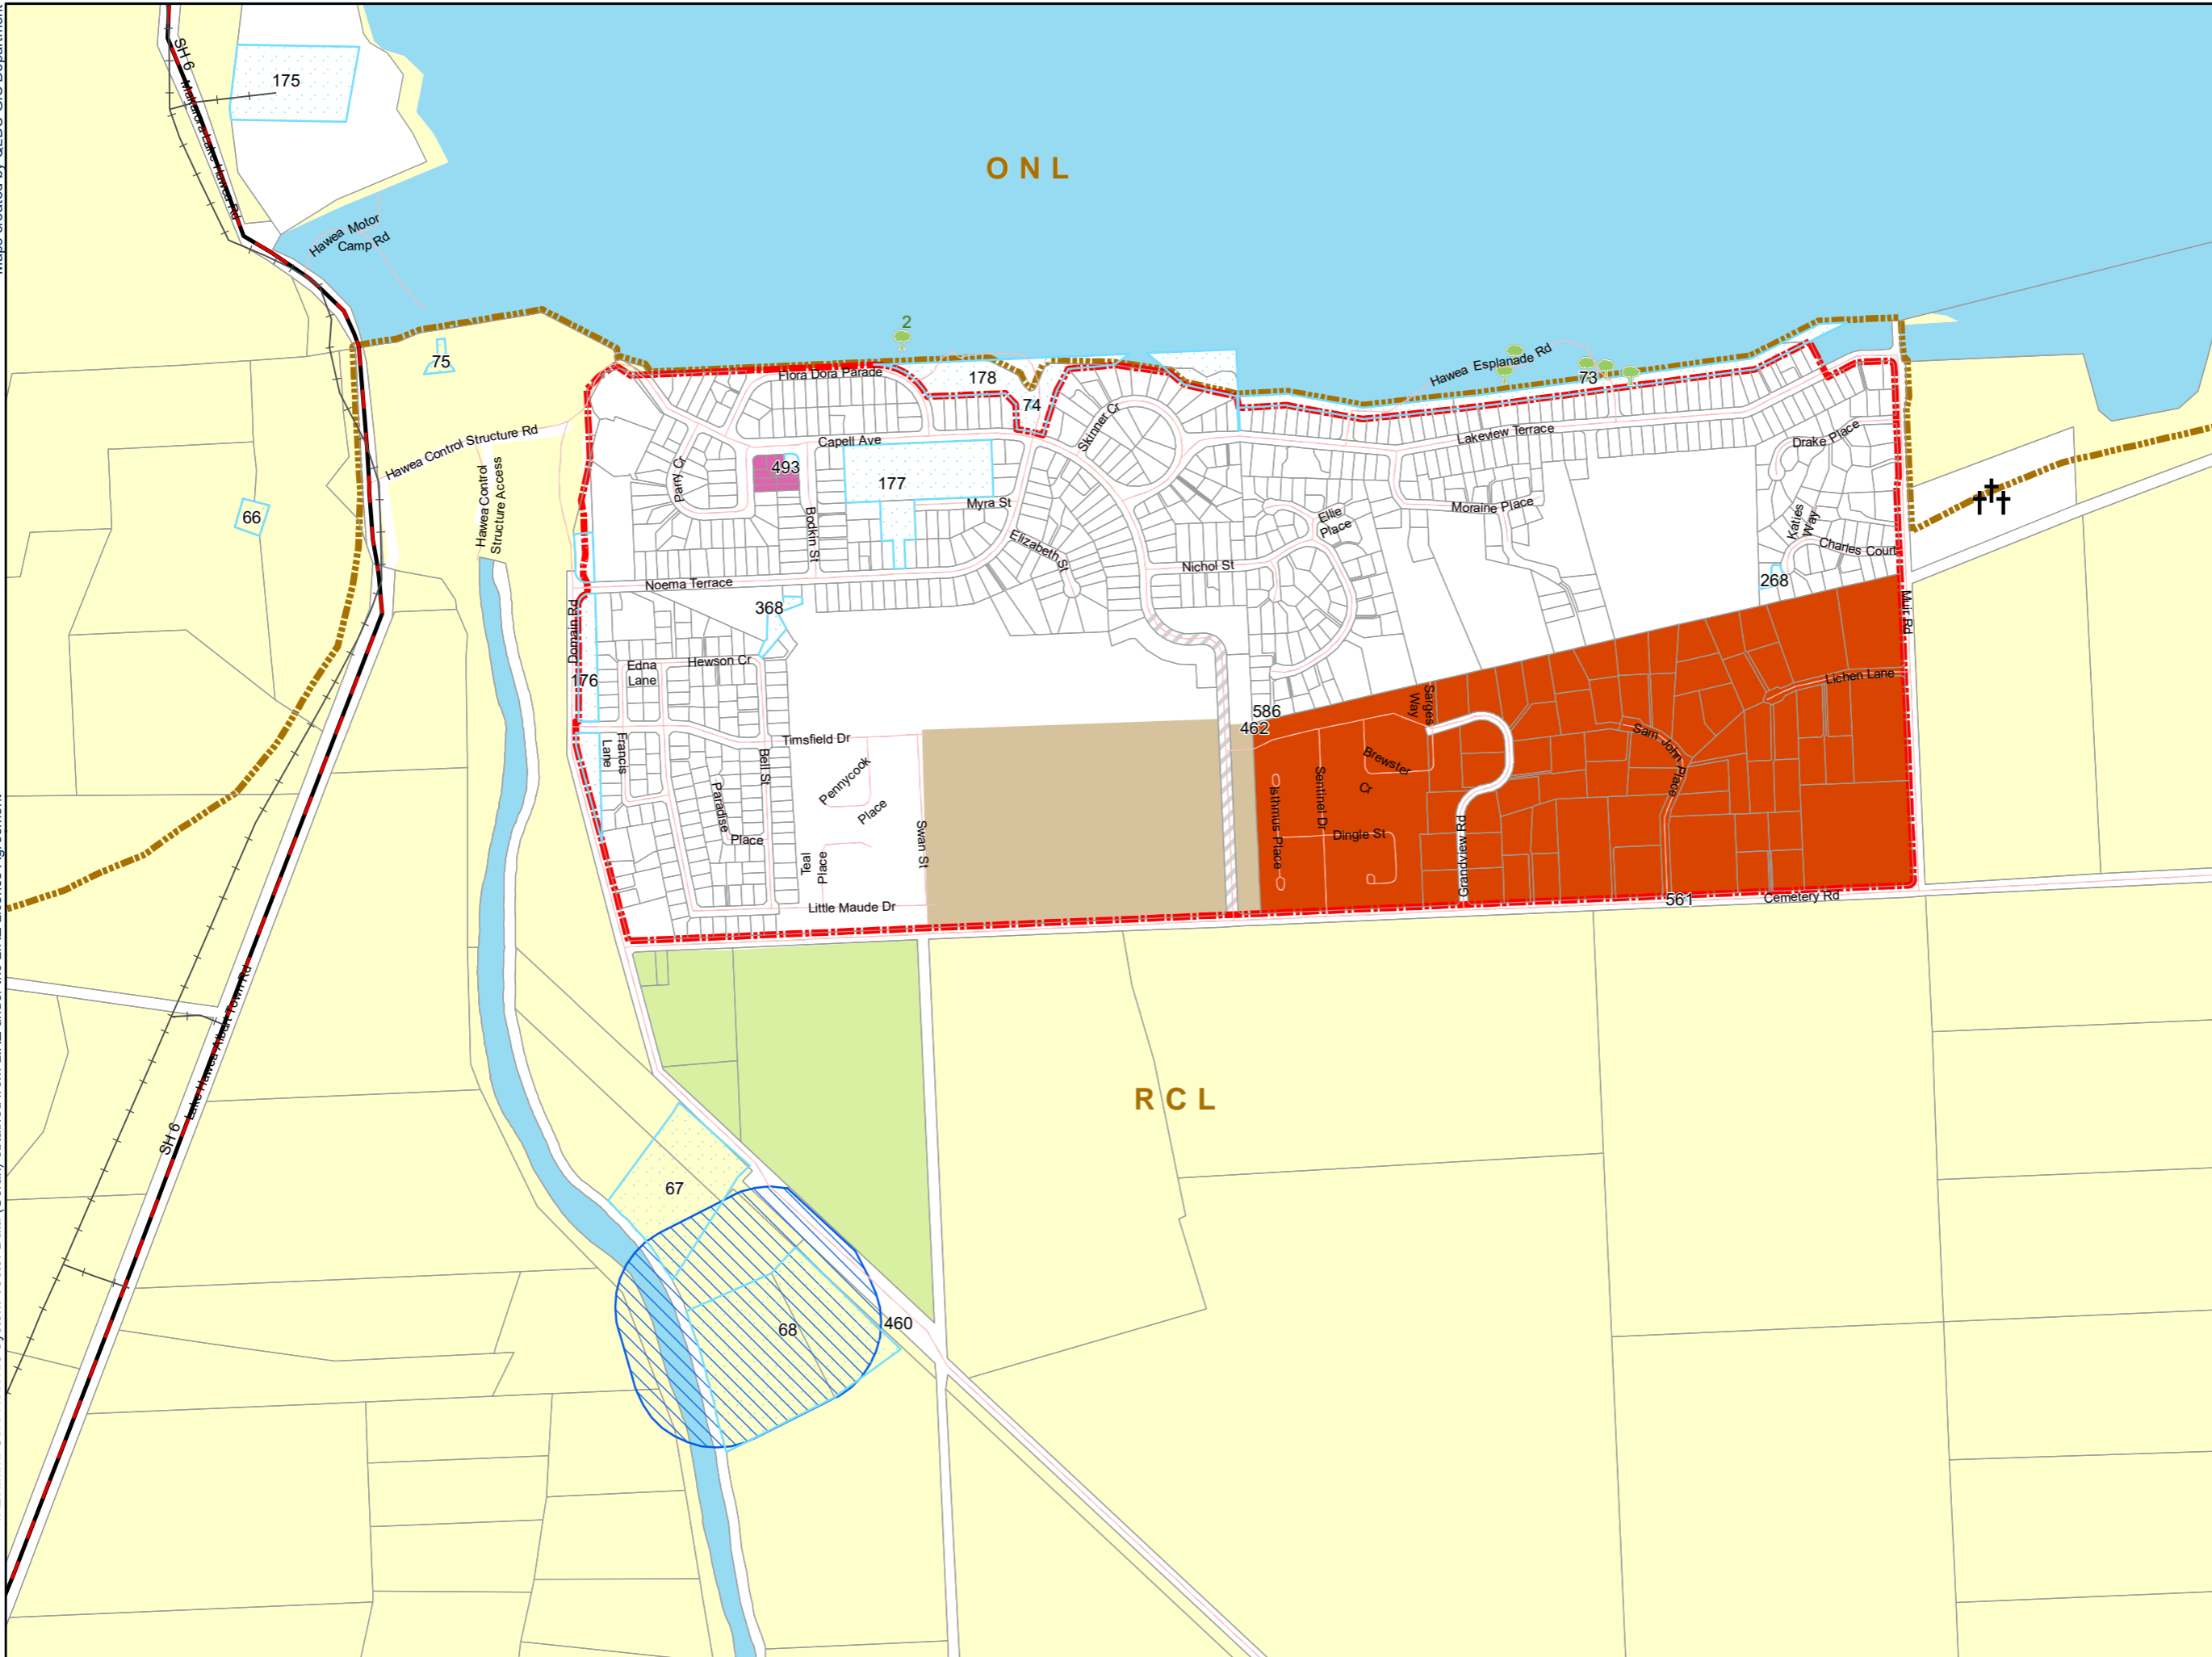 SH 6
Makarora-Lake Hawea Rd
175
ONL
Hawea Motor
Camp Rd
2
75
Flora Dora Parade
178
74
Hawea Esplanade Rd
73
Skinner Cr
Capell Ave
Lakeview Terrace
Drake Place
Hawea Control Structure Rd
Hawea Control
Structure Access
493
177
Parry Cr
Myra St
Moraine Place
66
Bodkin St
Ellie
Place
Katies
Way
Elizabeth St
Charles Court
Nichol St
Noema Terrace
268
368
Domain Rd
Muir Rd
Edna
Lane
Hewson Cr
176
Lichen Lane
586
462
Sarges
Way
Timsfield Dr
Francis
Lane
Bell St
Sam John Place
Brewster
Cr
Pennycook
Place
Paradise
Place
Sentinel Dr
Isthmus Place
Dingle St
Swan St
Teal
Place
Grandview Rd
Little Maude Dr
561
Cemetery Rd
Lake Hawea-Albert Town Rd
SH 6
RCL
67
68
460